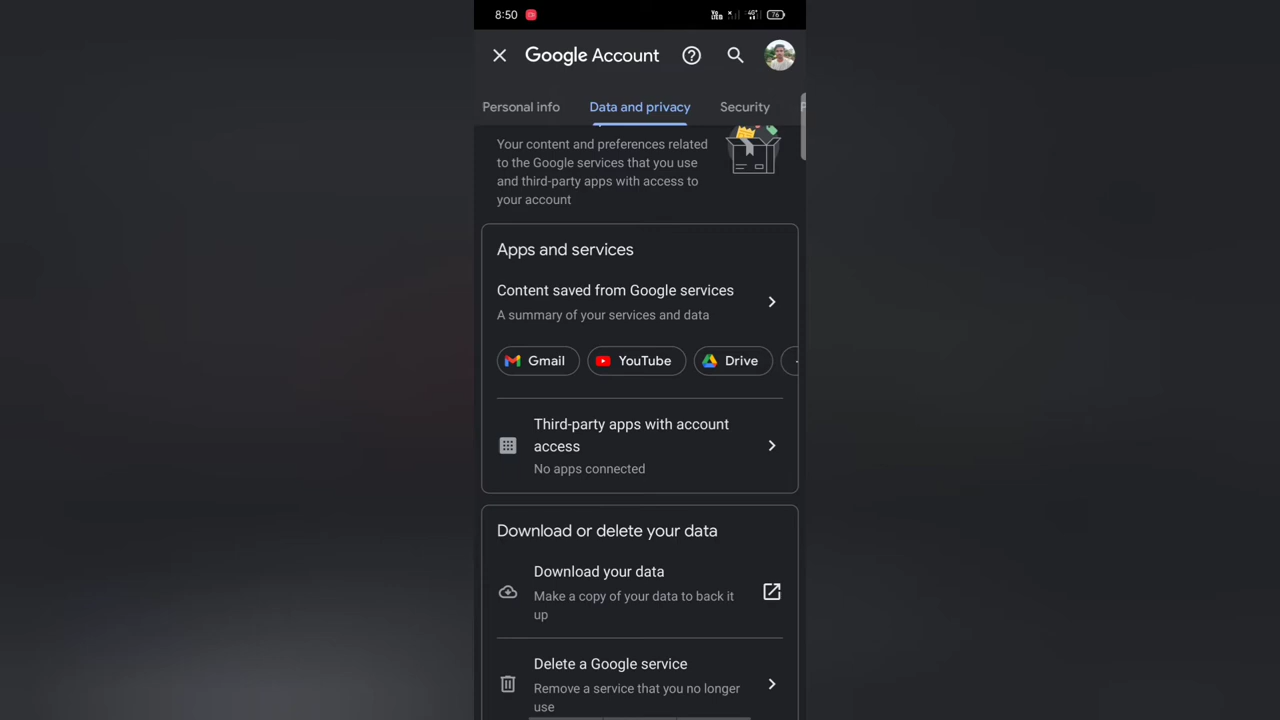 8:50
Vo LTE 4G+ 76
Google Account
Personal info Data and privacy Security
Your content and preferences related
to the Google services that you use
and third-party apps with access to
your account
Apps and services
Content saved from Google services
A summary of your services and data
Gmail YouTube Drive
Third-party apps with account
access
No apps connected
Download or delete your data
Download your data
Make a copy of your data to back it
up
Delete a Google service
Remove a service that you no longer
use